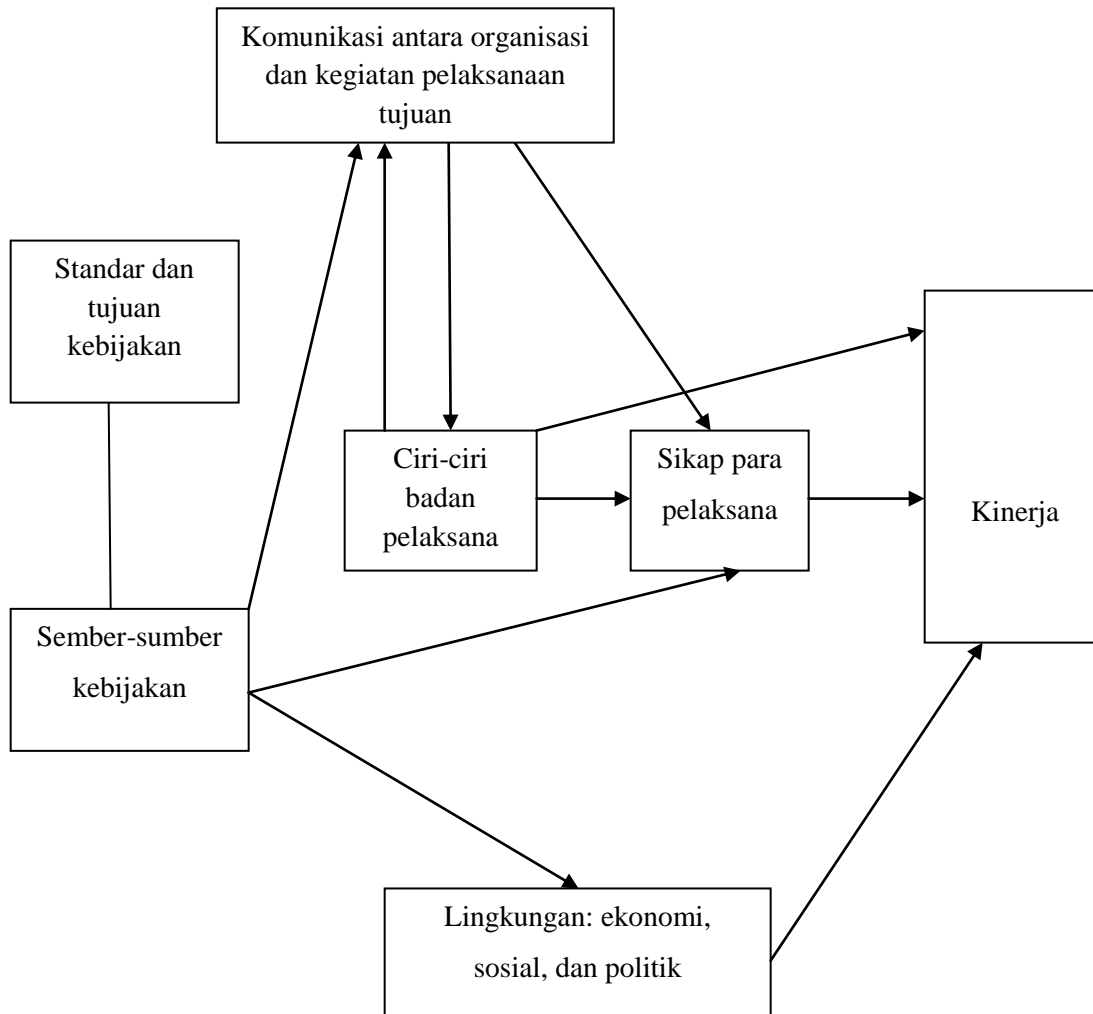 Komunikasi antara organisasi
dan kegiatan pelaksanaan
tujuan
Standar dan
tujuan
kebijakan
Ciri-ciri
badan
pelaksana
Sikap para
pelaksana
Kinerja
Sember-sumber
kebijakan
Lingkungan: ekonomi,
sosial, dan politik